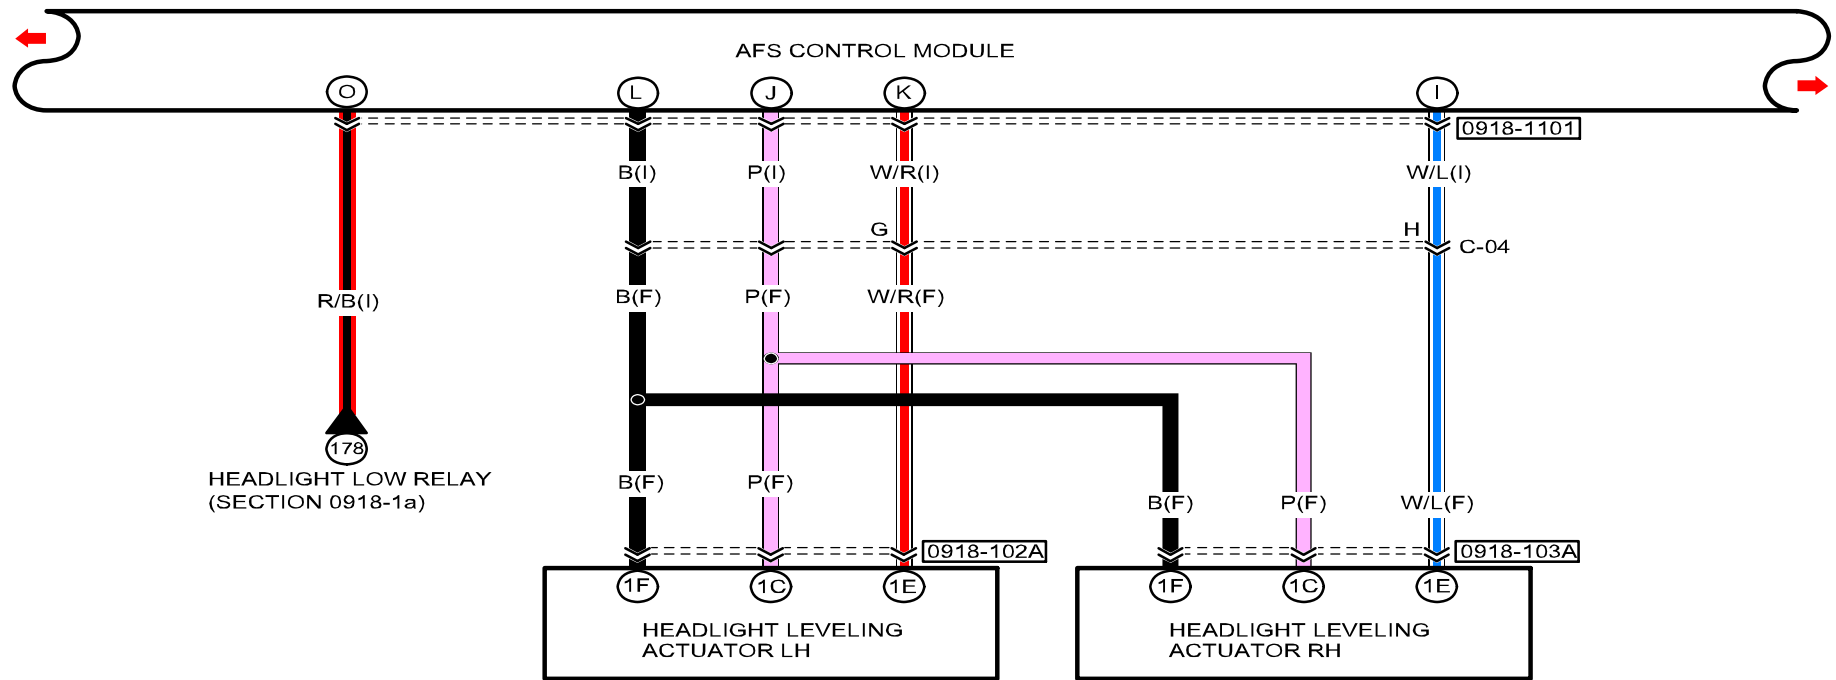 AFS CONTROL MODULE
O L J K I
0918-1101
B(I) P(I) W/R(I) W/L(I)
G H
C-04
R/B(I) B(F) P(F) W/R(F)
178
HEADLIGHT LOW RELAY
(SECTION 0918-1a)
B(F) P(F) B(F) P(F) W/L(F)
0918-102A 0918-103A
1F 1C 1E 1F 1C 1E
HEADLIGHT LEVELING
ACTUATOR LH
HEADLIGHT LEVELING
ACTUATOR RH